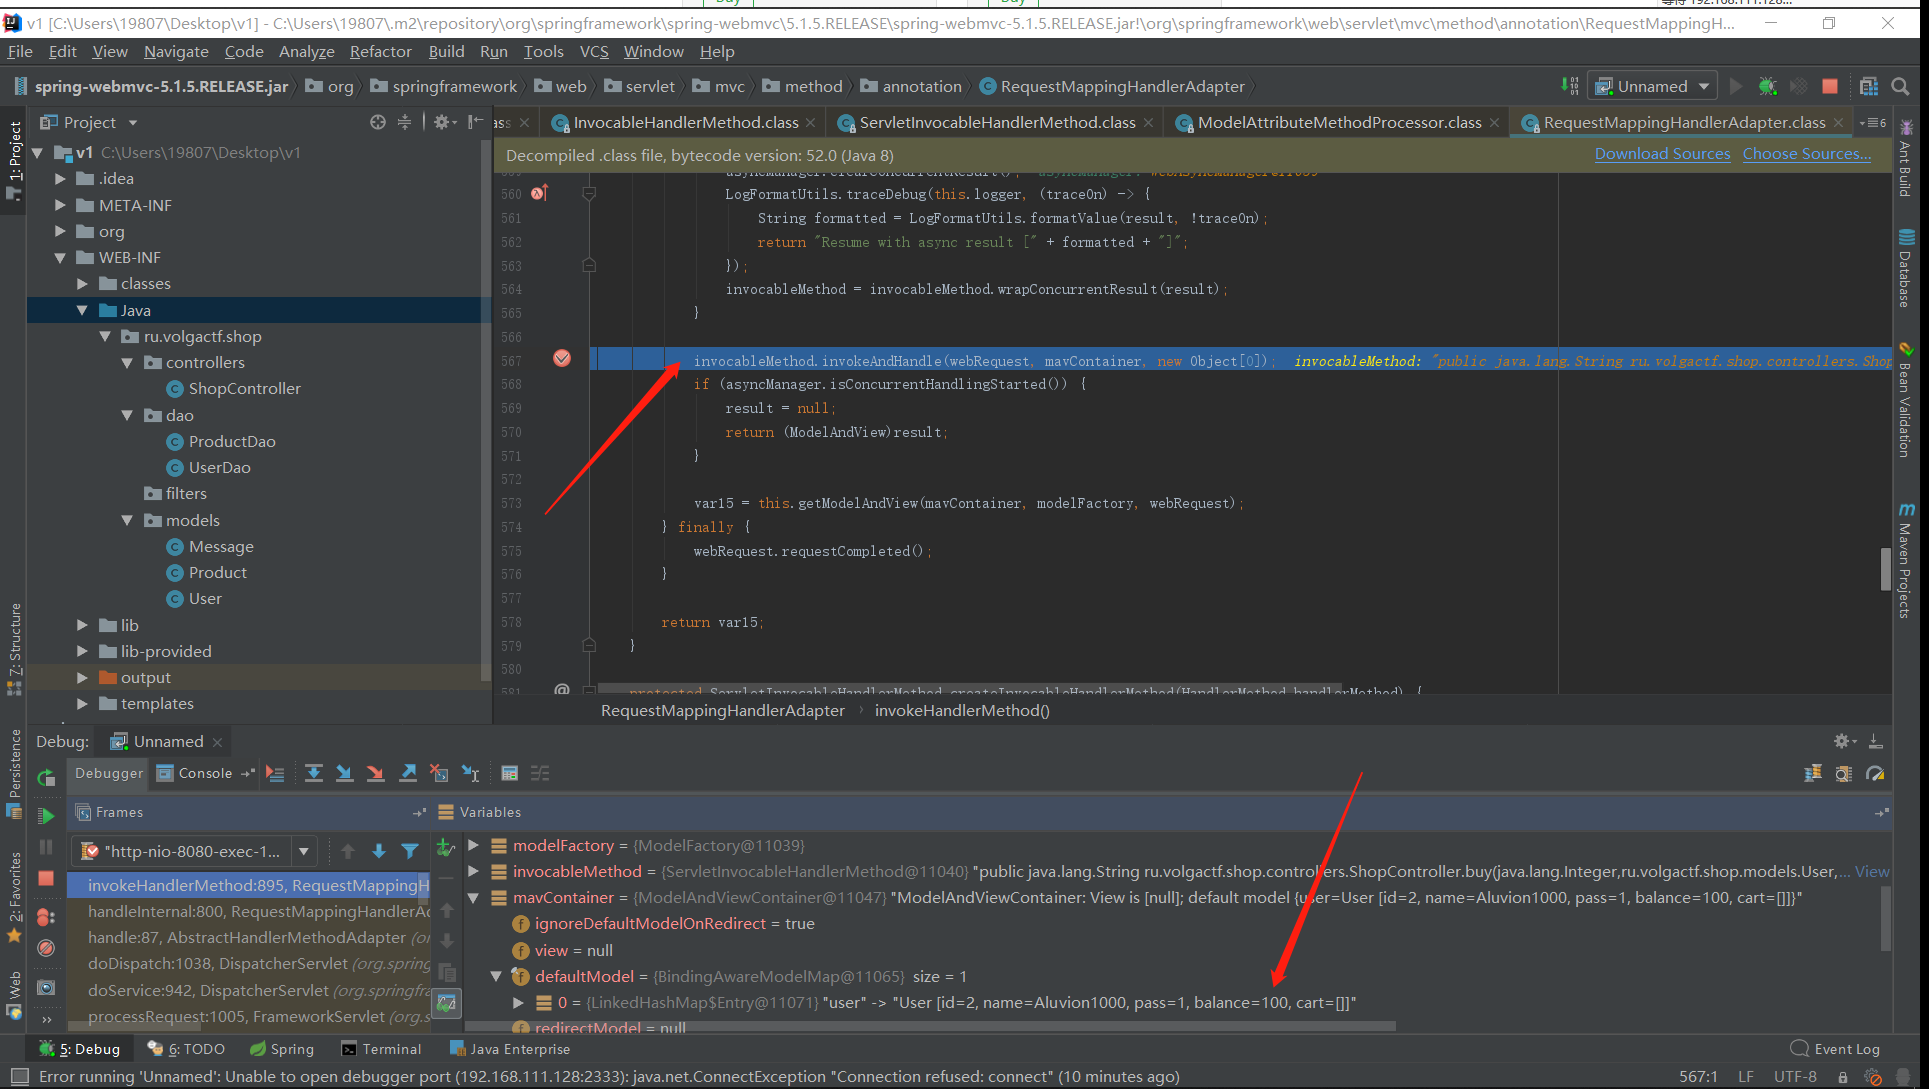 Day
Day
v1 [C:\Users\19807\Desktop\v1] - C:\Users\19807\.m2\repository\org\springframework\spring-webmvc\5.1.5.RELEASE\spring-webmvc-5.1.5.RELEASE.jar!\org\springframework\web\servlet\mvc\method\annotation\RequestMappingH...
File Edit View Navigate Code Analyze Refactor Build Run Tools VCS Window Help
spring-webmvc-5.1.5.RELEASE.jar org springframework web servlet mvc method annotation RequestMappingHandlerAdapter Unnamed
Project
ass InvocableHandlerMethod.class ServletInvocableHandlerMethod.class ModelAttributeMethodProcessor.class RequestMappingHandlerAdapter.class 6
Decompiled .class file, bytecode version: 52.0 (Java 8) Download Sources Choose Sources...
1: Project
Z: Structure
Persistence
2: Favorites
Web
v1 C:\Users\19807\Desktop\v1
.idea
META-INF
org
WEB-INF
classes
Java
ru.volgactf.shop
controllers
ShopController
dao
ProductDao
UserDao
filters
models
Message
Product
User
lib
lib-provided
output
templates
560 LogFormatUtils.traceDebug(this.logger, (traceOn) -> {
561 String formatted = LogFormatUtils.formatValue(result, !traceOn);
562 return "Resume with async result [" + formatted + "]";
563 });
564 invocableMethod = invocableMethod.wrapConcurrentResult(result);
565 }
566
567 invocableMethod.invokeAndHandle(webRequest, mavContainer, new Object[0]); invocableMethod: "public java.lang.String ru.volgactf.shop.controllers.Shop
568 if (asyncManager.isConcurrentHandlingStarted()) {
569 result = null;
570 return (ModelAndView)result;
571 }
572
573 var15 = this.getModelAndView(mavContainer, modelFactory, webRequest);
574 } finally {
575 webRequest.requestCompleted();
576 }
577
578 return var15;
579 }
580
581 @ protected ServletInvocableHandlerMethod createInvocableHandlerMethod(HandlerMethod handlerMethod) {
RequestMappingHandlerAdapter › invokeHandlerMethod()
Ant Build
Database
Bean Validation
Maven Projects
Debug: Unnamed
Debugger Console
Frames
Variables
"http-nio-8080-exec-1...
invokeHandlerMethod:895, RequestMappingH
handleInternal:800, RequestMappingHandlerAd
handle:87, AbstractHandlerMethodAdapter (or
doDispatch:1038, DispatcherServlet (org.spring
doService:942, DispatcherServlet (org.springfra
processRequest:1005, FrameworkServlet (org.s
modelFactory = {ModelFactory@11039}
invocableMethod = {ServletInvocableHandlerMethod@11040} "public java.lang.String ru.volgactf.shop.controllers.ShopController.buy(java.lang.Integer,ru.volgactf.shop.models.User,... View
mavContainer = {ModelAndViewContainer@11047} "ModelAndViewContainer: View is [null]; default model {user=User [id=2, name=Aluvion1000, pass=1, balance=100, cart=[]]}"
ignoreDefaultModelOnRedirect = true
view = null
defaultModel = {BindingAwareModelMap@11065} size = 1
0 = {LinkedHashMap$Entry@11071} "user" -> "User [id=2, name=Aluvion1000, pass=1, balance=100, cart=[]]"
redirectModel = null
5: Debug 6: TODO Spring Terminal Java Enterprise Event Log
Error running 'Unnamed': Unable to open debugger port (192.168.111.128:2333): java.net.ConnectException "Connection refused: connect" (10 minutes ago) 567:1 LF UTF-8